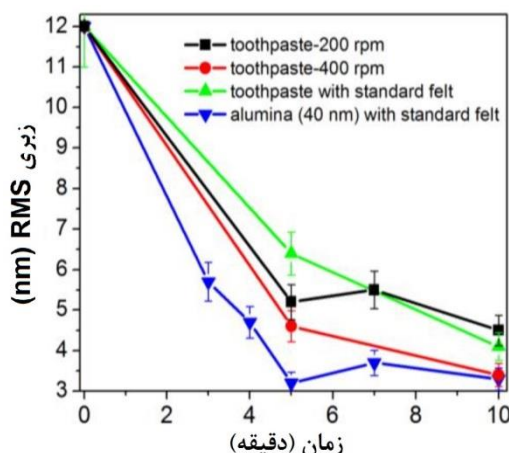 12
11
10
9
8
7
6
5
4
3
زبری RMS (nm)
toothpaste-200 rpm
toothpaste-400 rpm
toothpaste with standard felt
alumina (40 nm) with standard felt
0 2 4 6 8 10
زمان (دقیقه)